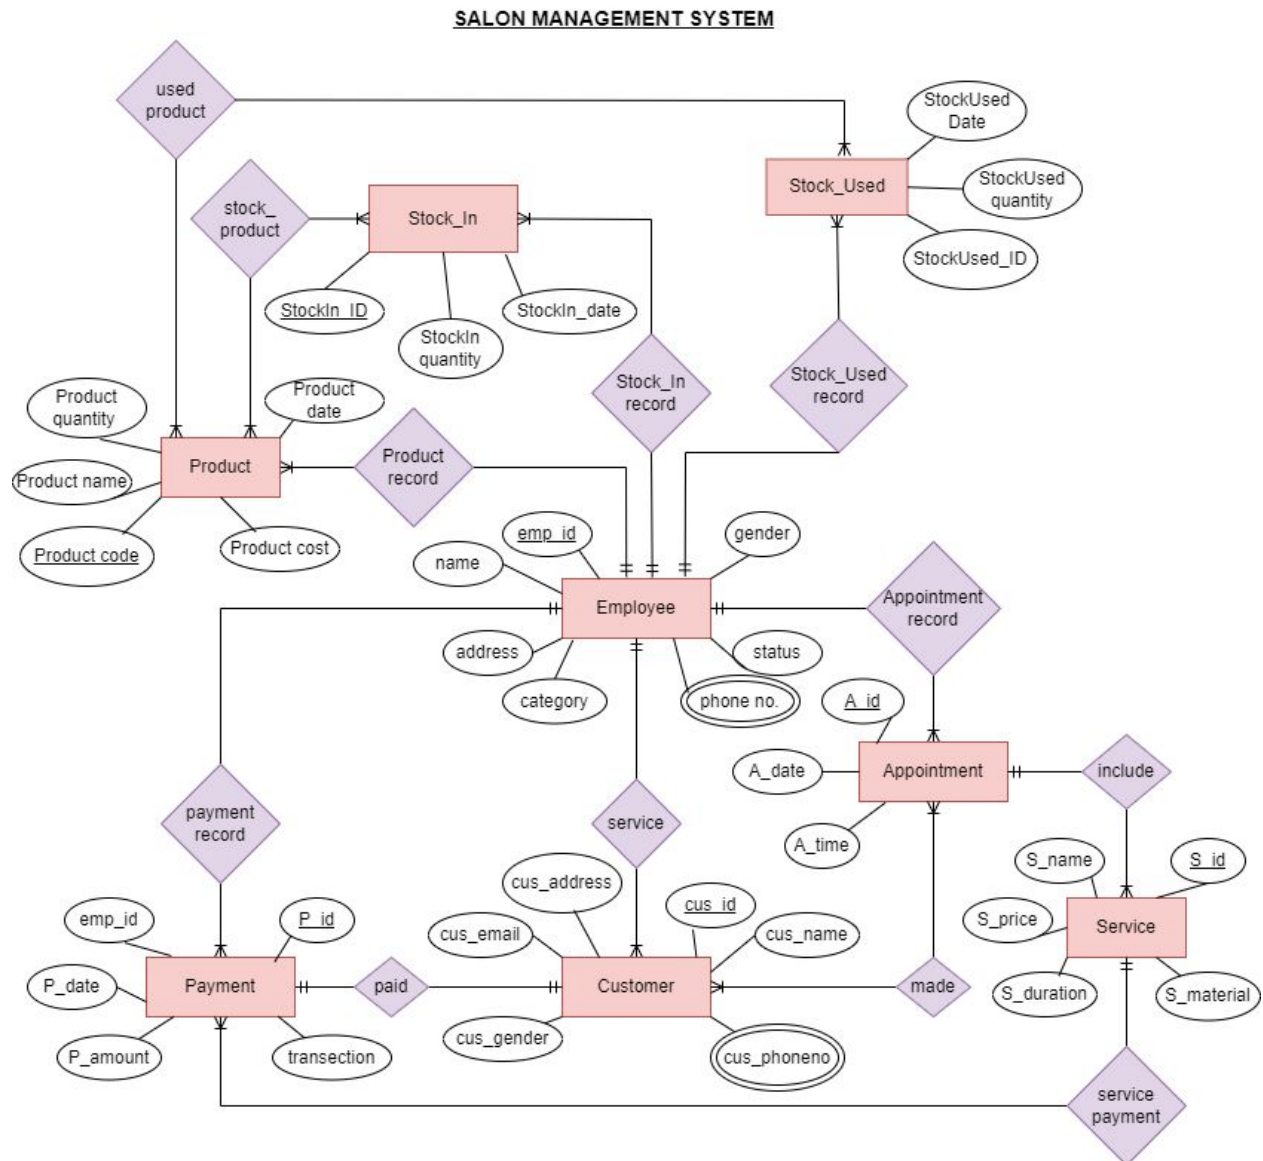 SALON MANAGEMENT SYSTEM
used
product
StockUsed
Date
Stock_Used
StockUsed
quantity
StockUsed_ID
stock_
product
Stock_In
StockIn_ID
StockIn
quantity
StockIn_date
Stock_In
record
Stock_Used
record
Product
quantity
Product
date
Product name
Product
Product
record
Product code
Product cost
emp_id
gender
name
Employee
address
category
phone no.
status
Appointment
record
A_id
A_date
Appointment
include
A_time
payment
record
service
S_name
S_id
S_price
Service
S_duration
S_material
cus_address
cus_id
cus_email
cus_name
emp_id
P_id
P_date
Payment
paid
Customer
made
P_amount
transection
cus_gender
cus_phoneno
service
payment